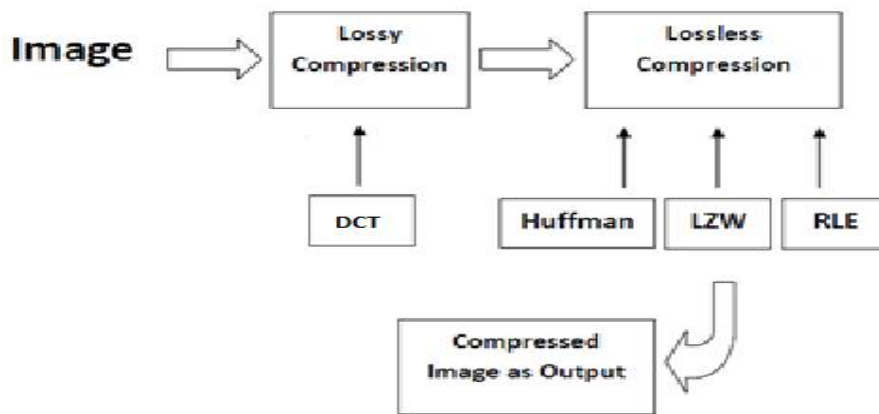 Image
Lossy
Compression
Lossless
Compression
DCT
Huffman
LZW
RLE
Compressed
Image as Output